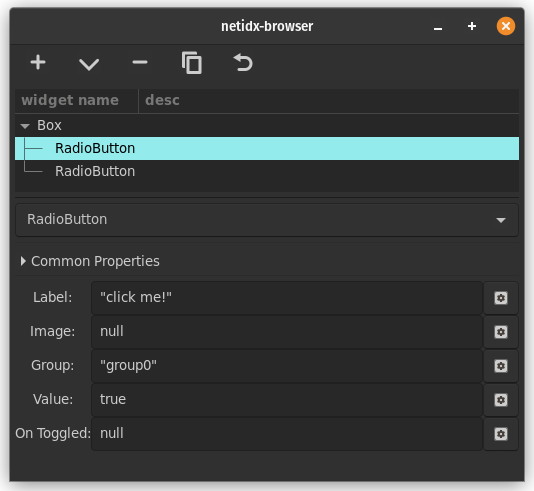 netidx-browser
widget name desc
Box
RadioButton
RadioButton
RadioButton
Common Properties
Label: "click me!"
Image: null
Group: "group0"
Value: true
On Toggled: null